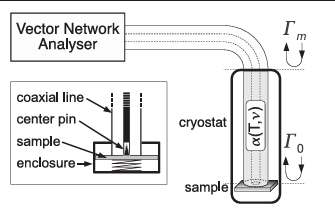 Vector Network
Analyser
Γm
coaxial line
center pin
sample
enclosure
cryostat
α(T,ν)
Γ0
sample